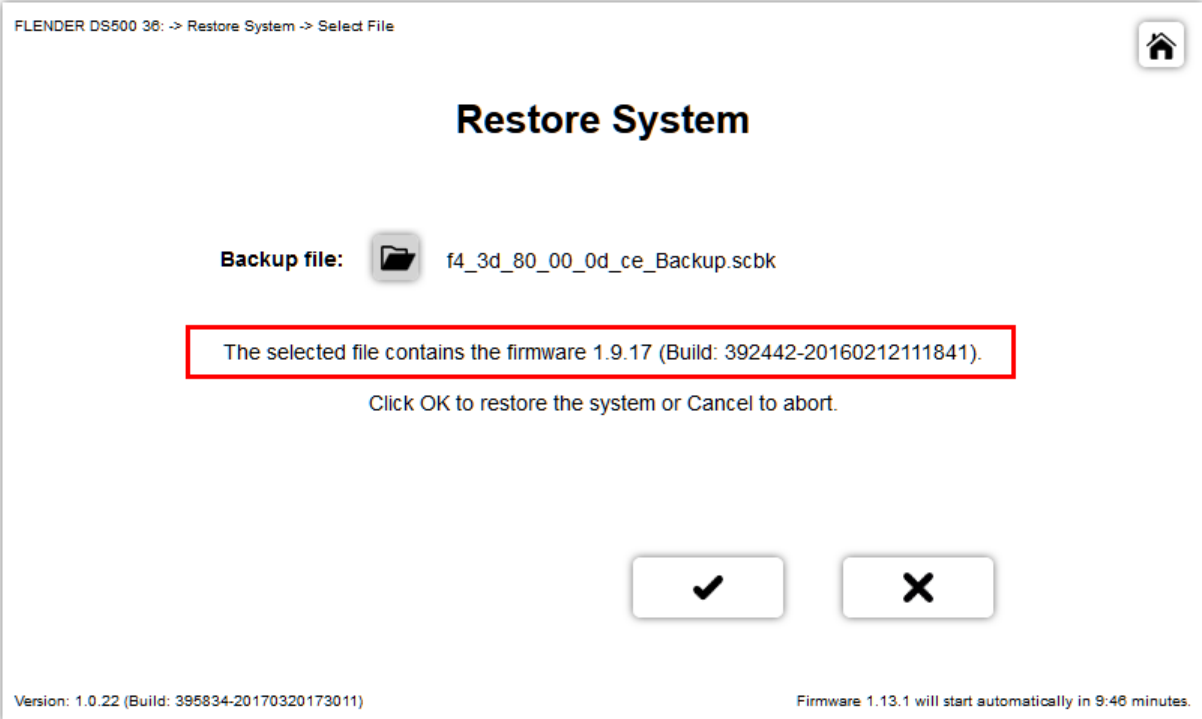 FLENDER DS500 36: -> Restore System -> Select File
Restore System
Backup file: f4_3d_80_00_0d_ce_Backup.scbk
The selected file contains the firmware 1.9.17 (Build: 392442-20160212111841).
Click OK to restore the system or Cancel to abort.
Version: 1.0.22 (Build: 395834-20170320173011)
Firmware 1.13.1 will start automatically in 9:46 minutes.